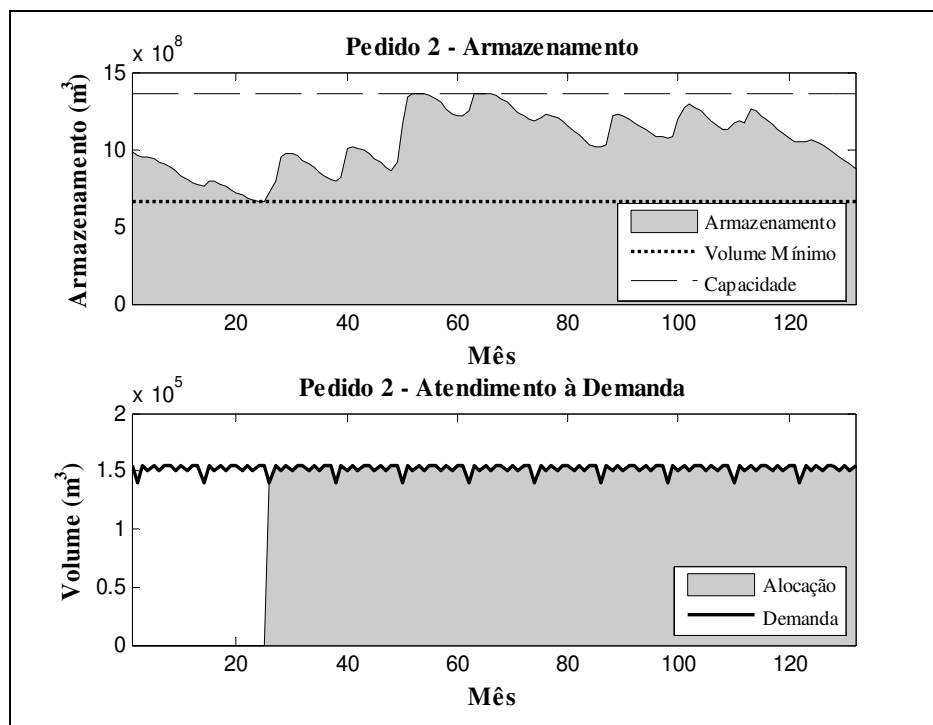 Pedido 2 - Armazenamento
x 10^8
Armazenamento (m³)
15
10
5
0
Armazenamento
Volume Mínimo
Capacidade
20 40 60 80 100 120
Mês
Pedido 2 - Atendimento à Demanda
x 10^5
Volume (m³)
2
1.5
1
0.5
0
Alocação
Demanda
20 40 60 80 100 120
Mês